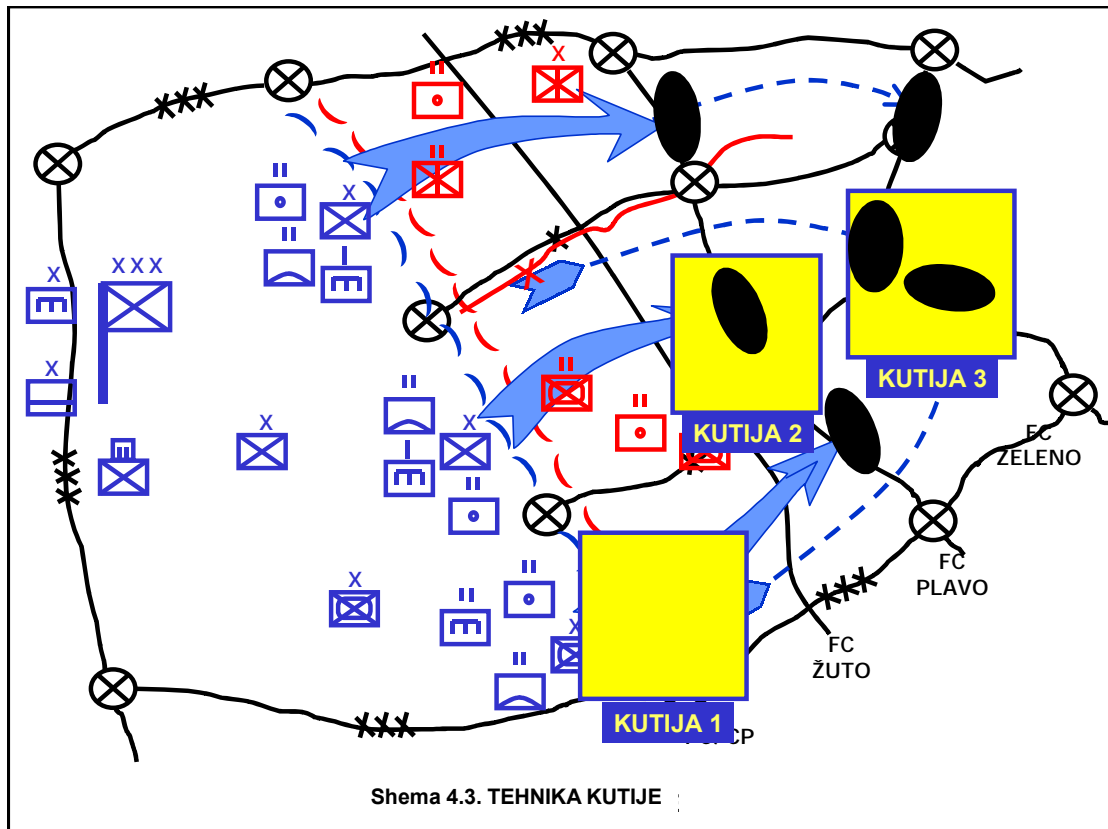 KUTIJA 3
KUTIJA 2
FC
ZELENO
FC
PLAVO
FC
ŽUTO
KUTIJA 1
Shema 4.3. TEHNIKA KUTIJE